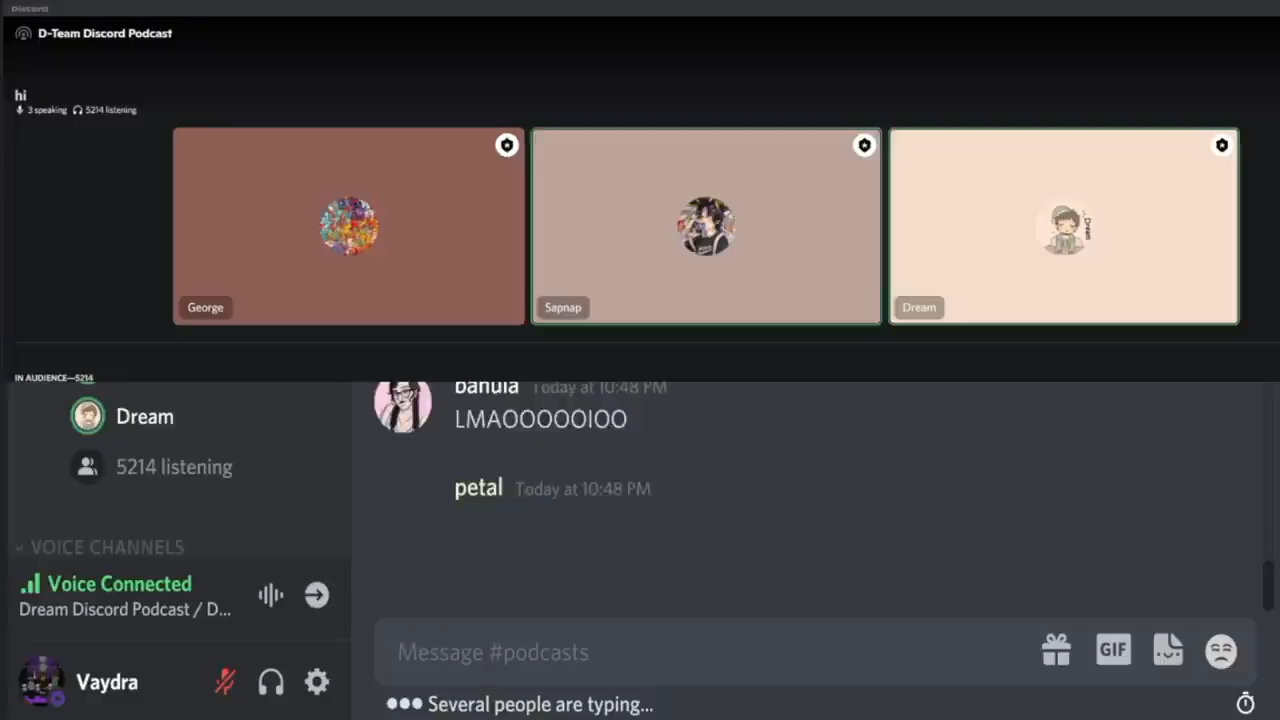 Discord
D-Team Discord Podcast
hi
3 speaking 5214 listening
George
Sapnap
Dream
Dream
IN AUDIENCE—5214
Dream
5214 listening
VOICE CHANNELS
Voice Connected
Dream Discord Podcast / D...
Vaydra
Today at 10:48 PM
LMAOOOOOIOO
petal Today at 10:48 PM
Message #podcasts
GIF
Several people are typing...